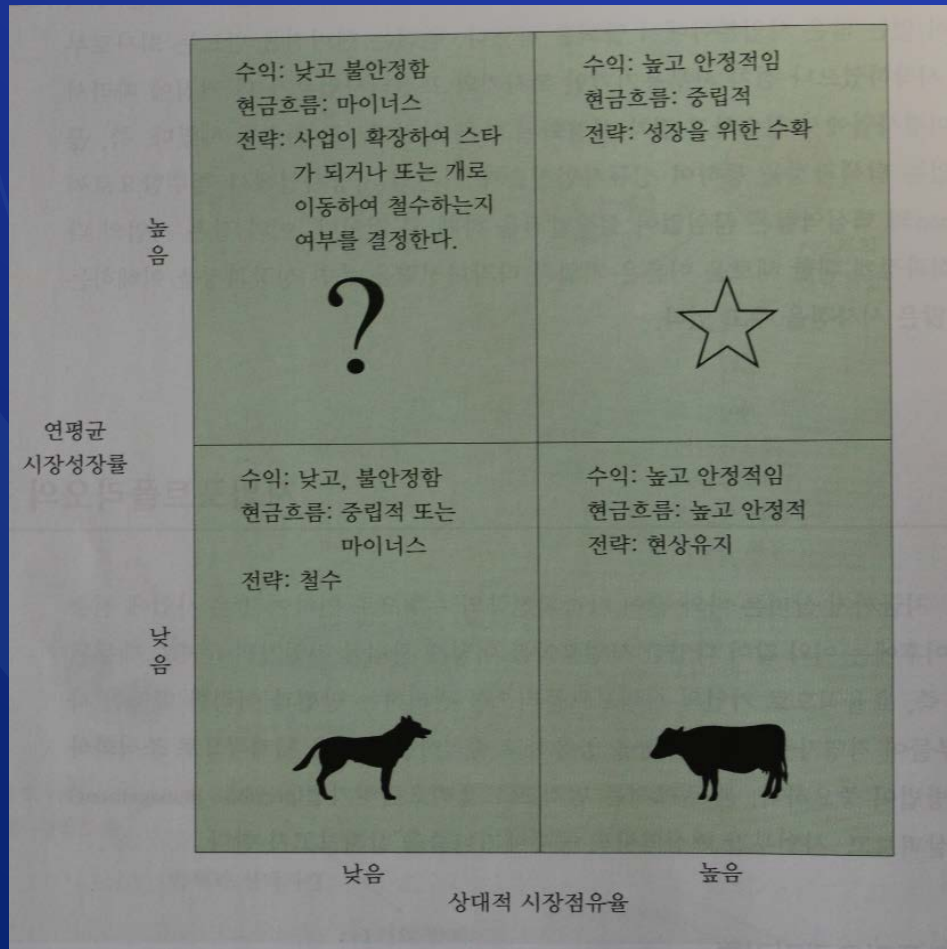 수익: 낮고 불안정함
현금흐름: 마이너스
전략: 사업이 확장하여 스타
가 되거나 또는 개로
이동하여 철수하는지
여부를 결정한다.
?
수익: 높고 안정적임
현금흐름: 중립적
전략: 성장을 위한 수확
높음
연평균
시장성장률
수익: 낮고, 불안정함
현금흐름: 중립적 또는
마이너스
전략: 철수
수익: 높고 안정적임
현금흐름: 높고 안정적
전략: 현상유지
낮음
낮음
높음
상대적 시장점유율